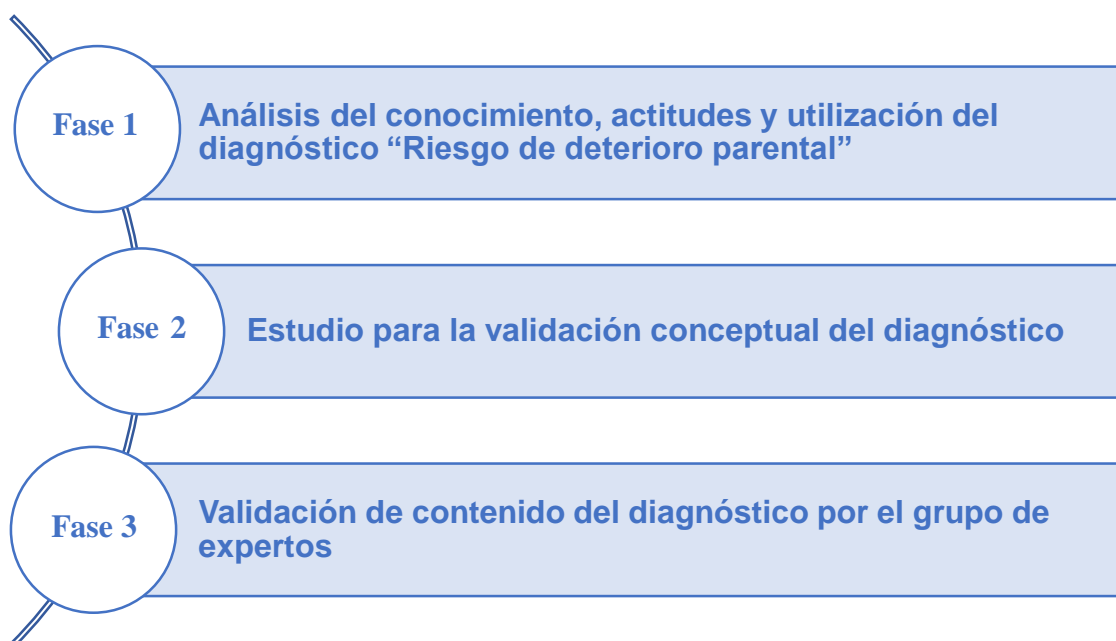 Fase 1
Análisis del conocimiento, actitudes y utilización del
diagnóstico “Riesgo de deterioro parental”
Fase 2
Estudio para la validación conceptual del diagnóstico
Fase 3
Validación de contenido del diagnóstico por el grupo de
expertos